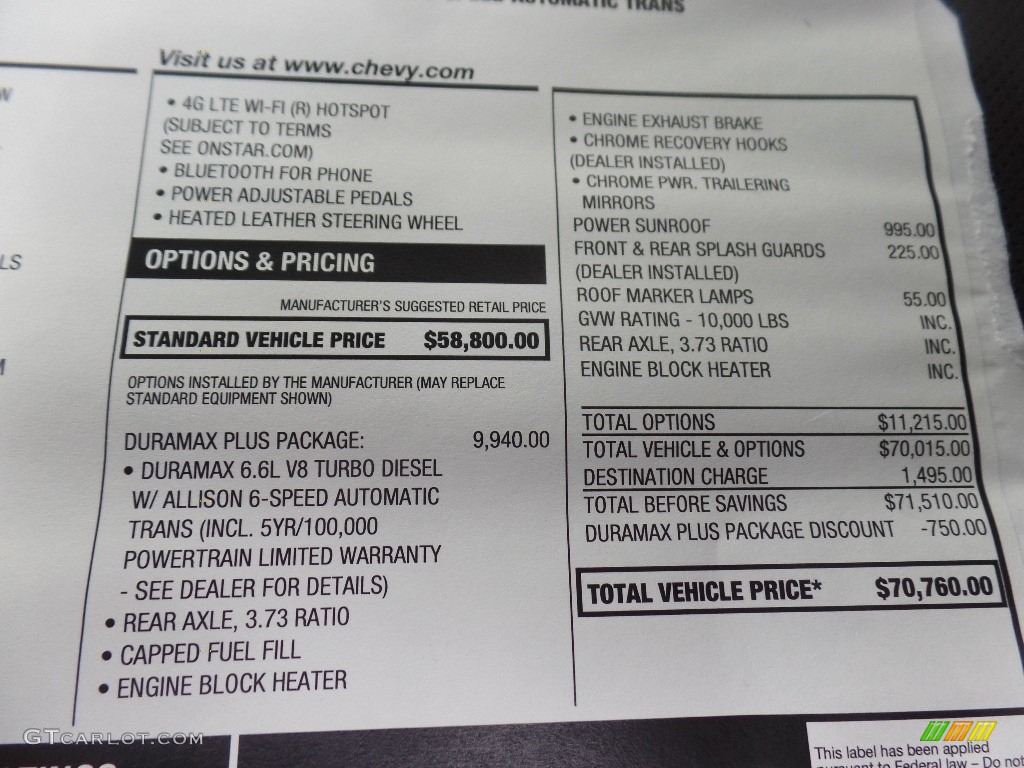 AUTOMATIC TRANS
Visit us at www.chevy.com
• 4G LTE WI-FI (R) HOTSPOT
(SUBJECT TO TERMS
SEE ONSTAR.COM)
• BLUETOOTH FOR PHONE
• POWER ADJUSTABLE PEDALS
• HEATED LEATHER STEERING WHEEL
OPTIONS & PRICING
MANUFACTURER'S SUGGESTED RETAIL PRICE
STANDARD VEHICLE PRICE $58,800.00
OPTIONS INSTALLED BY THE MANUFACTURER (MAY REPLACE
STANDARD EQUIPMENT SHOWN)
DURAMAX PLUS PACKAGE: 9,940.00
• DURAMAX 6.6L V8 TURBO DIESEL
W/ ALLISON 6-SPEED AUTOMATIC
TRANS (INCL. 5YR/100,000
POWERTRAIN LIMITED WARRANTY
- SEE DEALER FOR DETAILS)
• REAR AXLE, 3.73 RATIO
• CAPPED FUEL FILL
• ENGINE BLOCK HEATER
• ENGINE EXHAUST BRAKE
• CHROME RECOVERY HOOKS
(DEALER INSTALLED)
• CHROME PWR. TRAILERING
MIRRORS
POWER SUNROOF 995.00
FRONT & REAR SPLASH GUARDS 225.00
(DEALER INSTALLED)
ROOF MARKER LAMPS 55.00
GVW RATING - 10,000 LBS INC.
REAR AXLE, 3.73 RATIO INC.
ENGINE BLOCK HEATER INC.
TOTAL OPTIONS $11,215.00
TOTAL VEHICLE & OPTIONS $70,015.00
DESTINATION CHARGE 1,495.00
TOTAL BEFORE SAVINGS $71,510.00
DURAMAX PLUS PACKAGE DISCOUNT -750.00
TOTAL VEHICLE PRICE* $70,760.00
This label has been applied
pursuant to Federal law – Do not
GTcarlot.com